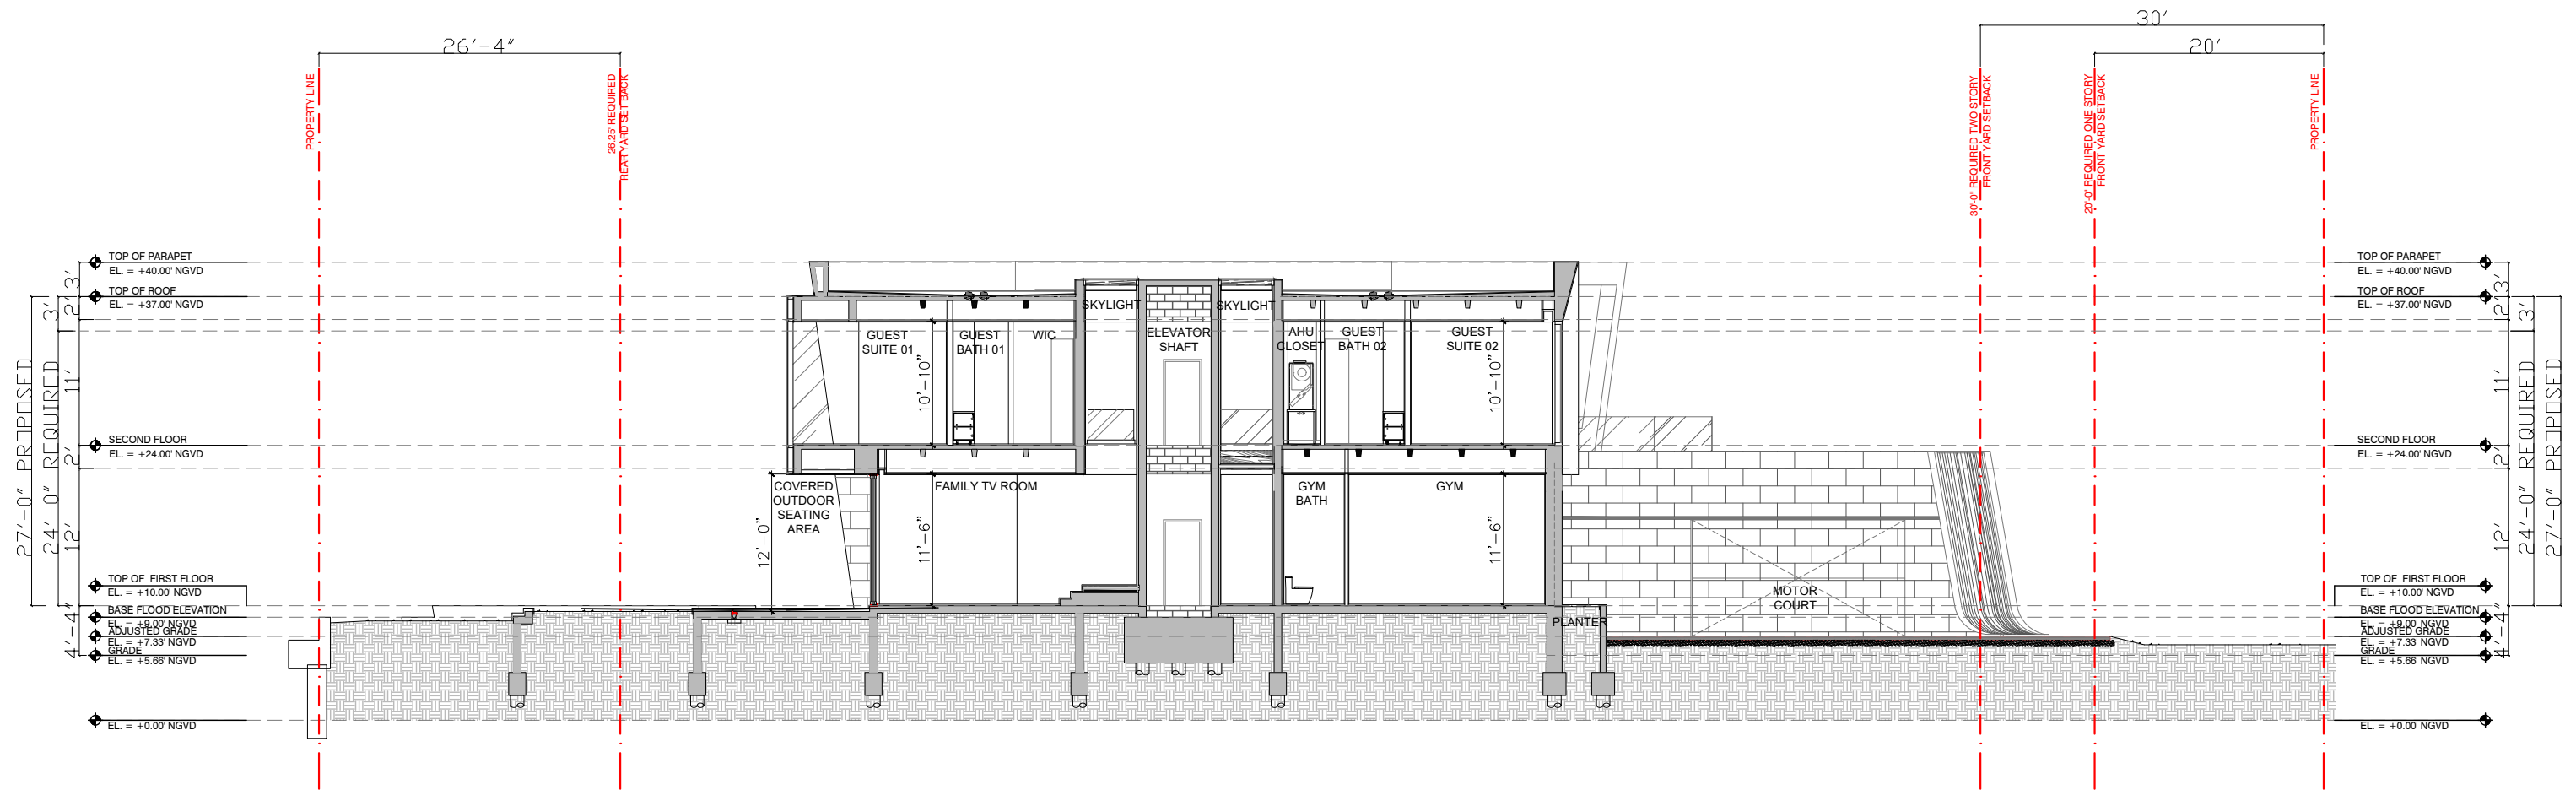 30'
26'-4"
20'
PROPERTY LINE
26.25' REQUIRED
REAR YARD SET BACK
30'-0" REQUIRED TWO STORY
FRONT YARD SETBACK
20'-0" REQUIRED ONE STORY
FRONT YARD SETBACK
PROPERTY LINE
TOP OF PARAPET
EL. = +40.00' NGVD
TOP OF ROOF
EL. = +37.00' NGVD
SECOND FLOOR
EL. = +24.00' NGVD
TOP OF FIRST FLOOR
EL. = +10.00' NGVD
BASE FLOOD ELEVATION
EL. = +9.00' NGVD
ADJUSTED GRADE
EL. = +7.33' NGVD
GRADE
EL. = +5.66' NGVD
EL. = +0.00' NGVD
27'-0" PROPOSED
24'-0" REQUIRED
3'
3'
2'
11'
2'
12'
4'-4"
SKYLIGHT
SKYLIGHT
GUEST
SUITE 01
GUEST
BATH 01
WIC
ELEVATOR
SHAFT
AHU
CLOSET
GUEST
BATH 02
GUEST
SUITE 02
10'-10"
10'-10"
COVERED
OUTDOOR
SEATING
AREA
FAMILY TV ROOM
GYM
BATH
GYM
12'-0"
11'-6"
11'-6"
MOTOR
COURT
PLANTER
TOP OF PARAPET
EL. = +40.00' NGVD
TOP OF ROOF
EL. = +37.00' NGVD
SECOND FLOOR
EL. = +24.00' NGVD
TOP OF FIRST FLOOR
EL. = +10.00' NGVD
BASE FLOOD ELEVATION
EL. = +9.00' NGVD
ADJUSTED GRADE
EL. = +7.33' NGVD
GRADE
EL. = +5.66' NGVD
EL. = +0.00' NGVD
3'
2'
3'
11'
2'
12'
4'-4"
24'-0" REQUIRED
27'-0" PROPOSED